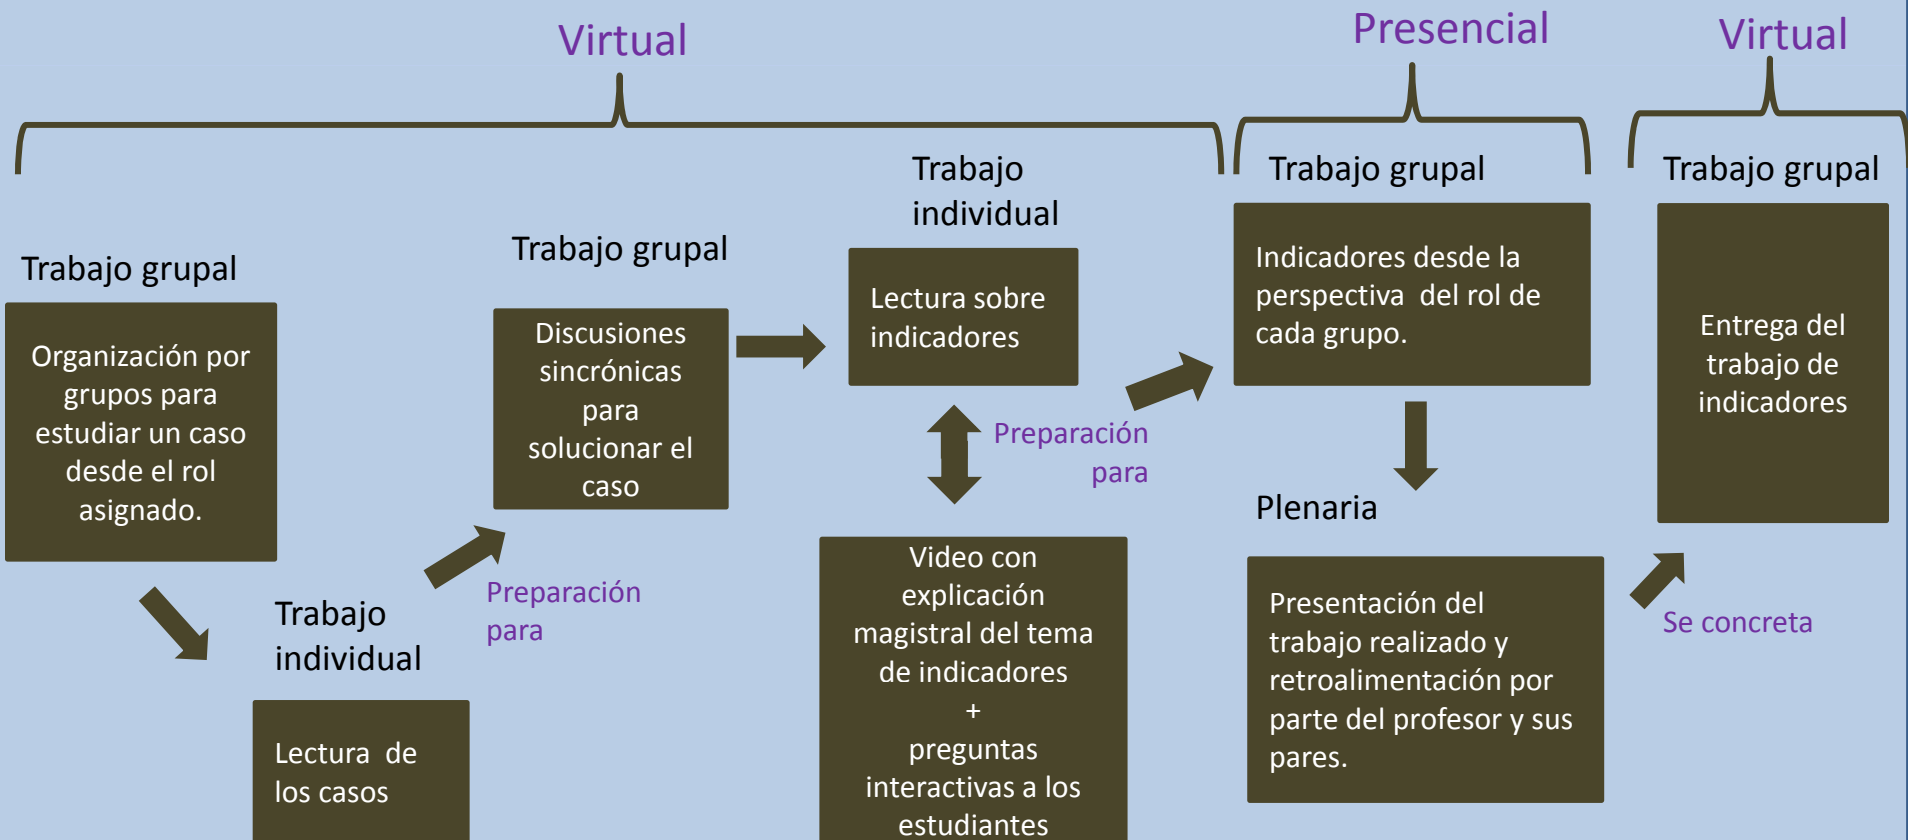 Virtual
Presencial
Virtual
Trabajo grupal
Organización por
grupos para
estudiar un caso
desde el rol
asignado.
Trabajo
individual
Lectura  de
los casos
Preparación
para
Trabajo grupal
Discusiones
sincrónicas
para
solucionar el
caso
Trabajo
individual
Lectura sobre
indicadores
Video con
explicación
magistral del tema
de indicadores
+
preguntas
interactivas a los
estudiantes
Preparación
para
Trabajo grupal
Indicadores desde la
perspectiva  del rol de
cada grupo.
Plenaria
Presentación del
trabajo realizado y
retroalimentación por
parte del profesor y sus
pares.
Se concreta
Trabajo grupal
Entrega del
trabajo de
indicadores